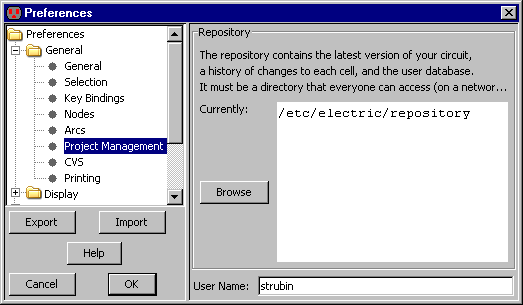 Preferences
Preferences
General
General
Selection
Key Bindings
Nodes
Arcs
Project Management
CVS
Printing
Display
Export
Import
Help
Cancel
OK
Repository
The repository contains the latest version of your circuit,
a history of changes to each cell, and the user database.
It must be a directory that everyone can access (on a networ...
Currently:
/etc/electric/repository
Browse
User Name:
strubin